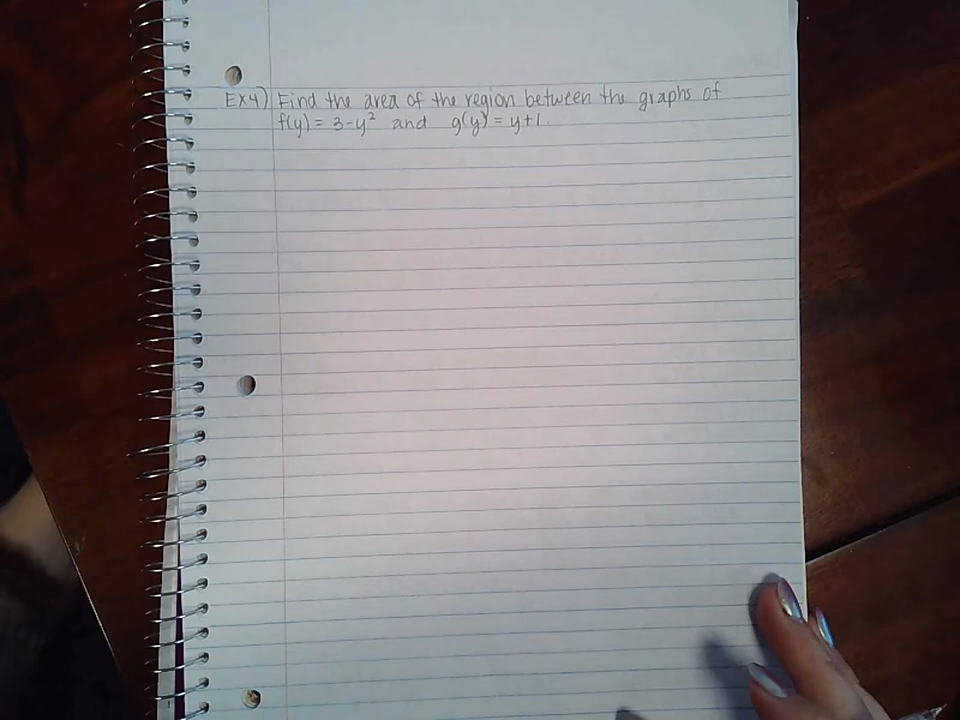 Ex4) Find the area of the region between the graphs of
f(y) = 3-y² and g(y) = y+1.